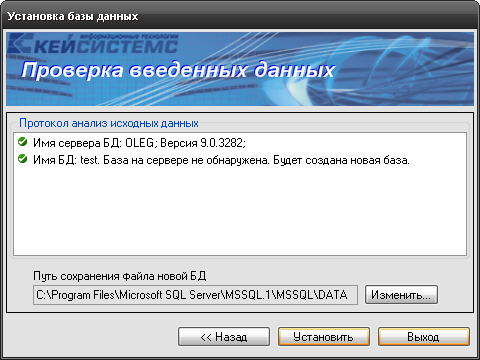 Установка базы данных
информационные технологии
КЕЙСИСТЕМС
Проверка введенных данных
Протокол анализ исходных данных
Имя сервера БД: OLEG; Версия 9.0.3282;
Имя БД: test. База на сервере не обнаружена. Будет создана новая база.
Путь сохранения файла новой БД
C:\Program Files\Microsoft SQL Server\MSSQL.1\MSSQL\DATA
Изменить...
<< Назад
Установить
Выход